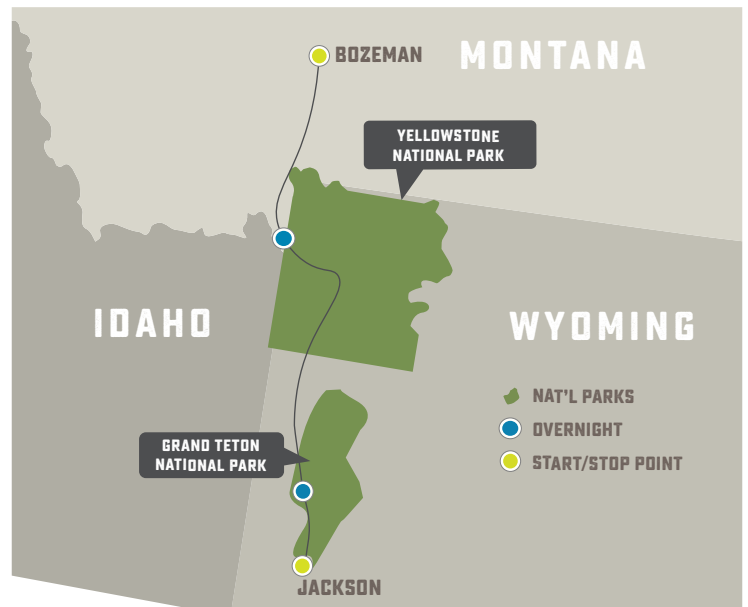 BOZEMAN
MONTANA
YELLOWSTONE
NATIONAL PARK
IDAHO
WYOMING
NAT'L PARKS
OVERNIGHT
START/STOP POINT
GRAND TETON
NATIONAL PARK
JACKSON